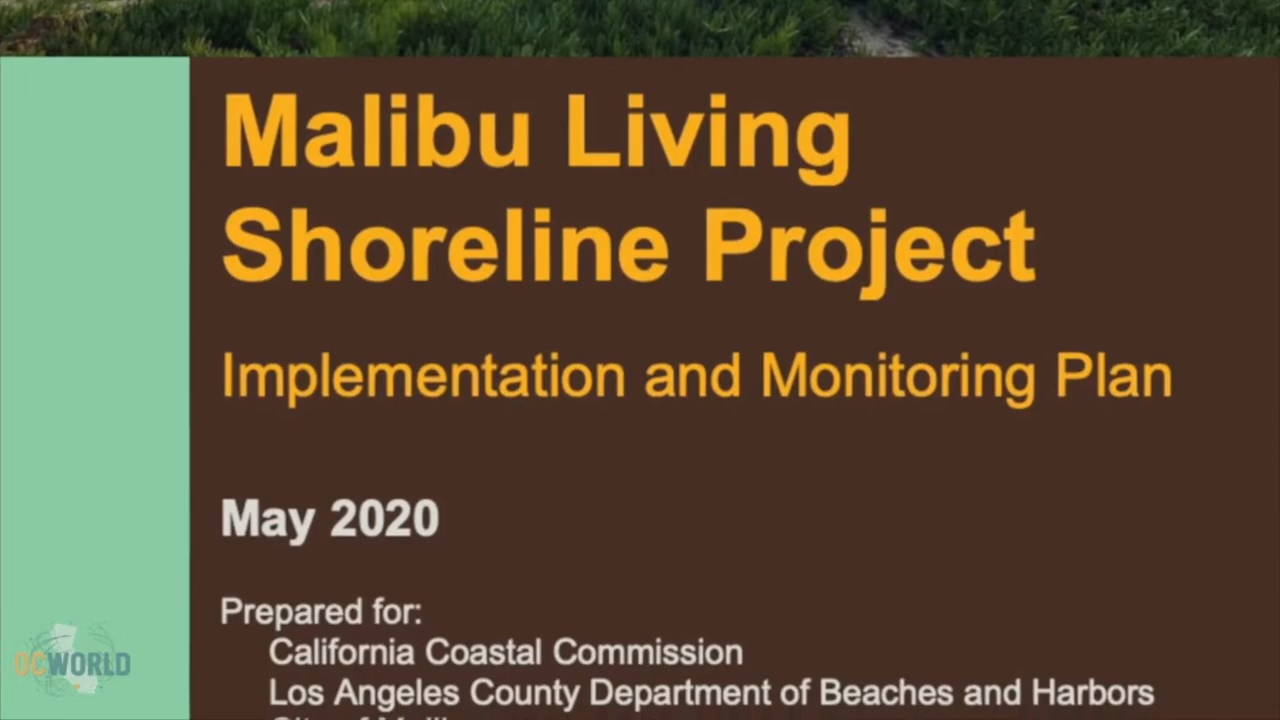 Malibu Living
Shoreline Project
Implementation and Monitoring Plan
May 2020
Prepared for:
California Coastal Commission
Los Angeles County Department of Beaches and Harbors
OCWORLD